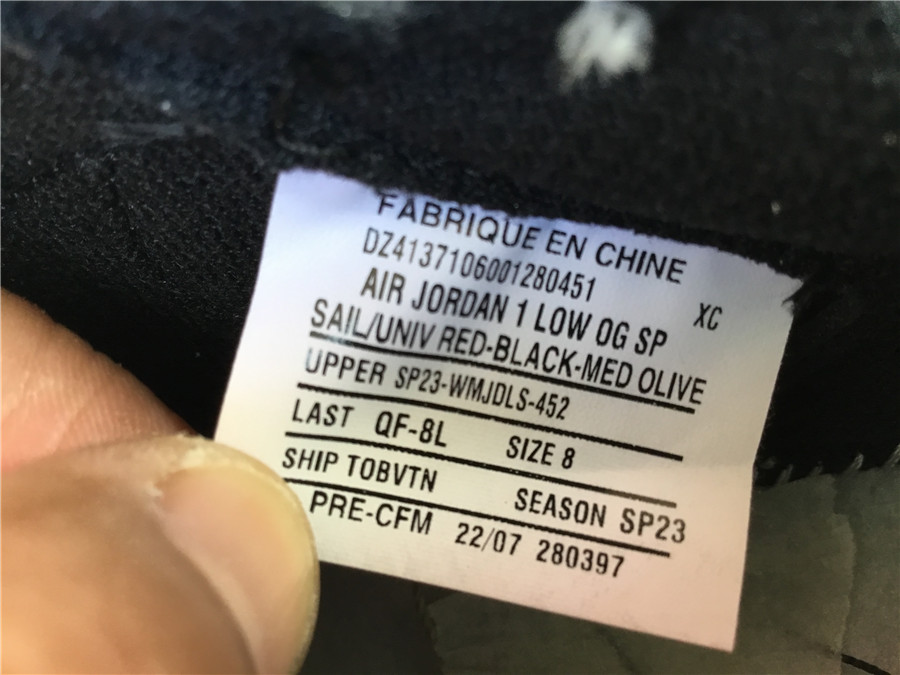 FABRIQUE EN CHINE
DZ4137106001280451
AIR JORDAN 1 LOW OG SP XC
SAIL/UNIV RED-BLACK-MED OLIVE
UPPER SP23-WMJDLS-452
LAST QF-8L SIZE 8
SHIP TOBVTN SEASON SP23
PRE-CFM 22/07 280397